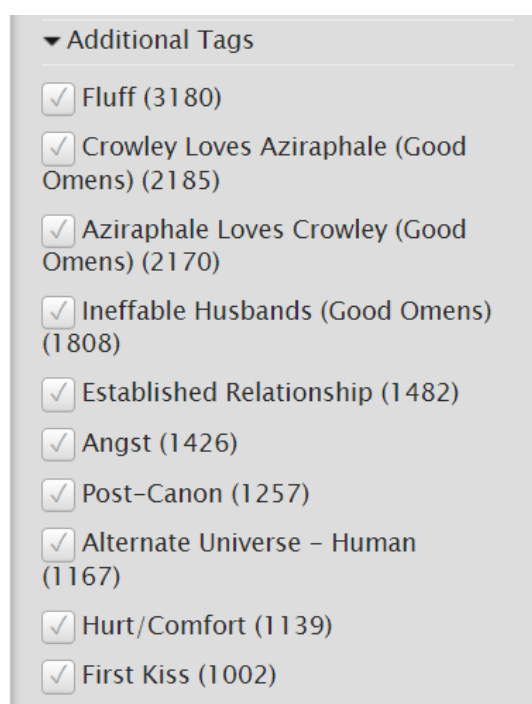 Additional Tags
Fluff (3180)
Crowley Loves Aziraphale (Good
Omens) (2185)
Aziraphale Loves Crowley (Good
Omens) (2170)
Ineffable Husbands (Good Omens)
(1808)
Established Relationship (1482)
Angst (1426)
Post-Canon (1257)
Alternate Universe - Human
(1167)
Hurt/Comfort (1139)
First Kiss (1002)